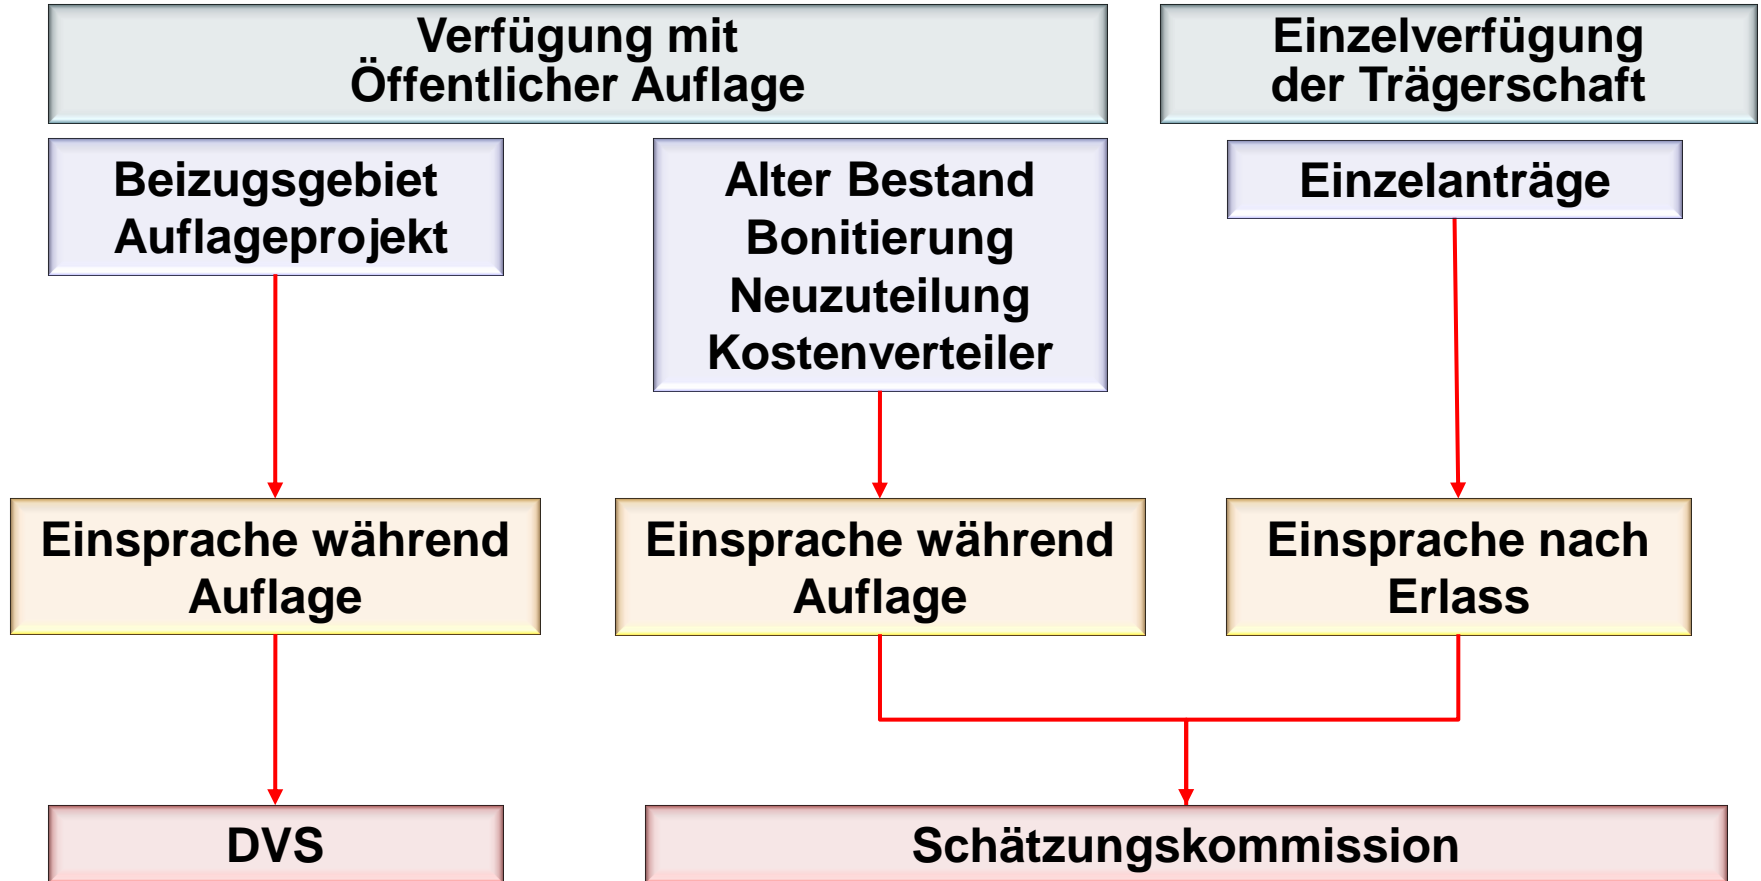 Verfügung mit
Öffentlicher Auflage
Einzelverfügung
der Trägerschaft
Beizugsgebiet
Auflageprojekt
Alter Bestand
Bonitierung
Neuzuteilung
Kostenverteiler
Einzelanträge
Einsprache während
Auflage
Einsprache während
Auflage
Einsprache nach
Erlass
DVS
Schätzungskommission